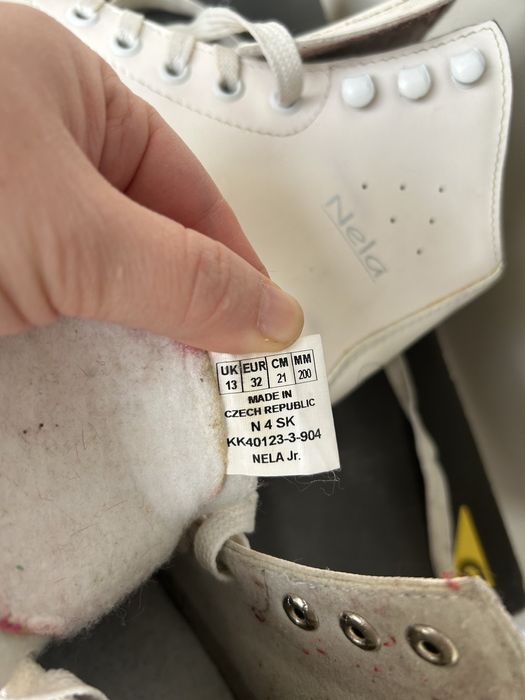 Nela
UK EUR CM MM
13 32 21 200
MADE IN
CZECH REPUBLIC
N 4 SK
KK40123-3-904
NELA Jr.